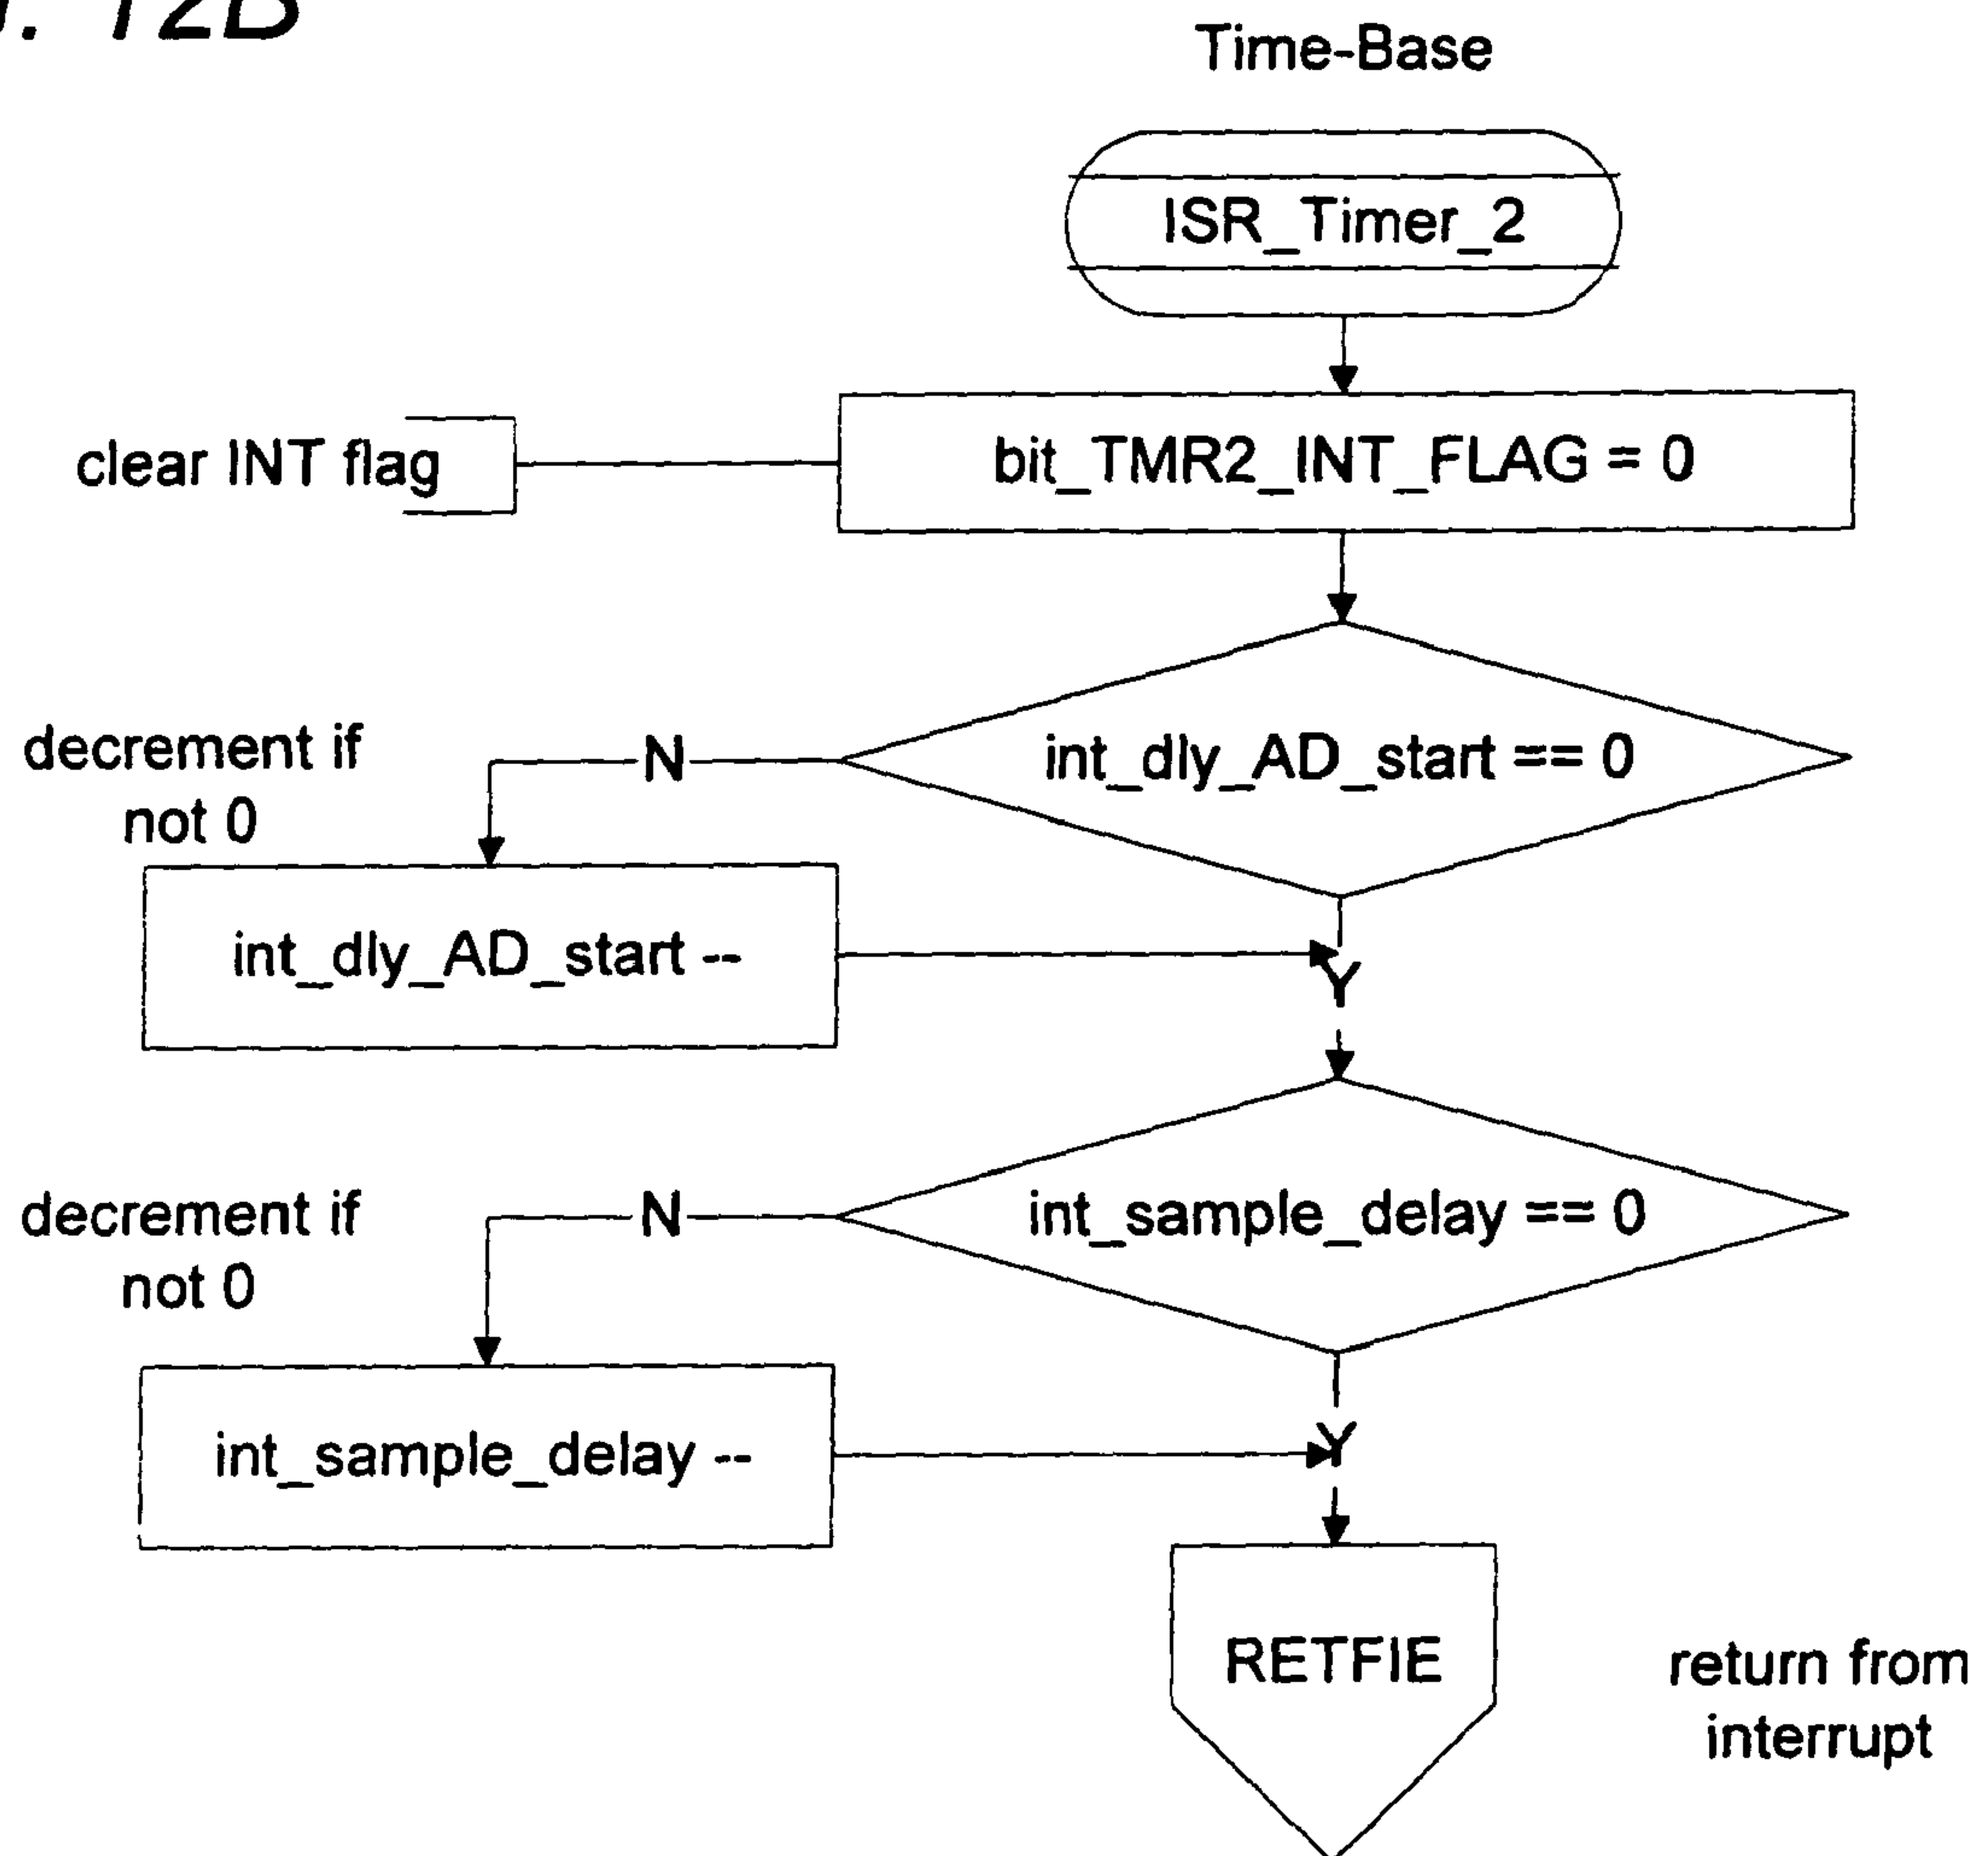 . 12B
Time-Base
ISR_Timer_2
clear INT flag
bit_TMR2_INT_FLAG = 0
decrement if
not 0
N
int_dly_AD_start == 0
int_dly_AD_start --
Y
decrement if
not 0
N
int_sample_delay == 0
int_sample_delay --
Y
RETFIE
return from
interrupt